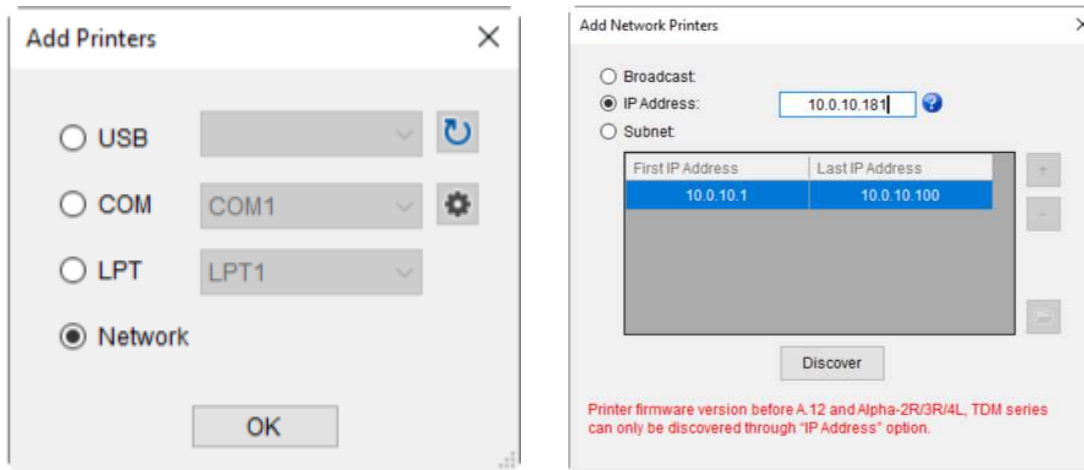 Add Printers
USB
COM COM1
LPT LPT1
Network
OK
Add Network Printers
Broadcast:
IP Address: 10.0.10.181
Subnet:
First IP Address Last IP Address
10.0.10.1 10.0.10.100
+
-
Discover
Printer firmware version before A.12 and Alpha-2R/3R/4L, TDM series
can only be discovered through “IP Address” option.